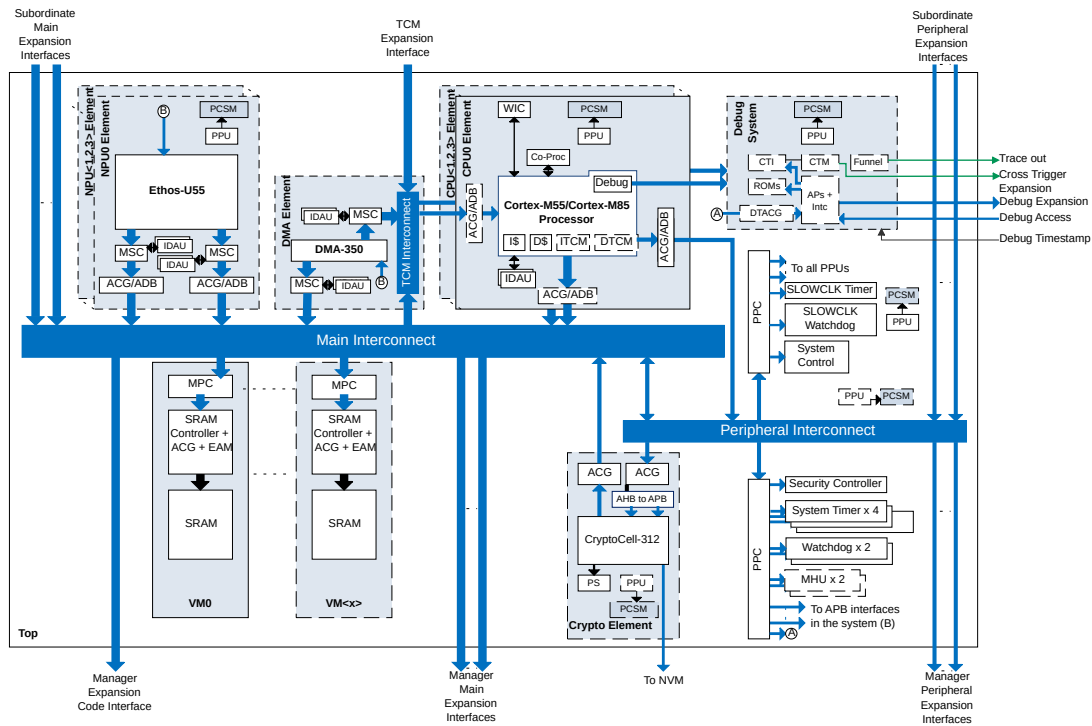 Subordinate
Main
Expansion
Interfaces
TCM
Expansion
Interface
Subordinate
Peripheral
Expansion
Interfaces
NPU<1,2,3> Element
NPU0 Element
B
PCSM
PPU
Ethos-U55
MSC
IDAU
IDAU
MSC
ACG/ADB
ACG/ADB
DMA Element
IDAU
MSC
DMA-350
MSC
IDAU
B
TCM Interconnect
CPU<1,2,3> Element
CPU0 Element
WIC
PCSM
PPU
Co-Proc
Debug
Cortex-M55/Cortex-M85
Processor
I$
D$
ITCM
DTCM
ACG/ADB
ACG/ADB
IDAU
ACG/ADB
Debug
System
PCSM
PPU
CTI
CTM
Funnel
ROMs
APs +
Intc
A
DTACG
Trace out
Cross Trigger
Expansion
Debug Expansion
Debug Access
Debug Timestamp
PPC
To all PPUs
SLOWCLK Timer
SLOWCLK
Watchdog
System
Control
PCSM
PPU
PPU
PCSM
Main Interconnect
Peripheral Interconnect
MPC
SRAM
Controller +
ACG + EAM
SRAM
VM0
MPC
SRAM
Controller +
ACG + EAM
SRAM
VM<x>
ACG
ACG
AHB to APB
CryptoCell-312
PS
PPU
PCSM
Crypto Element
PPC
Security Controller
System Timer x 4
Watchdog x 2
MHU x 2
To APB interfaces
in the system (B)
A
Top
Manager
Expansion
Code Interface
Manager
Main
Expansion
Interfaces
To NVM
Manager
Peripheral
Expansion
Interfaces